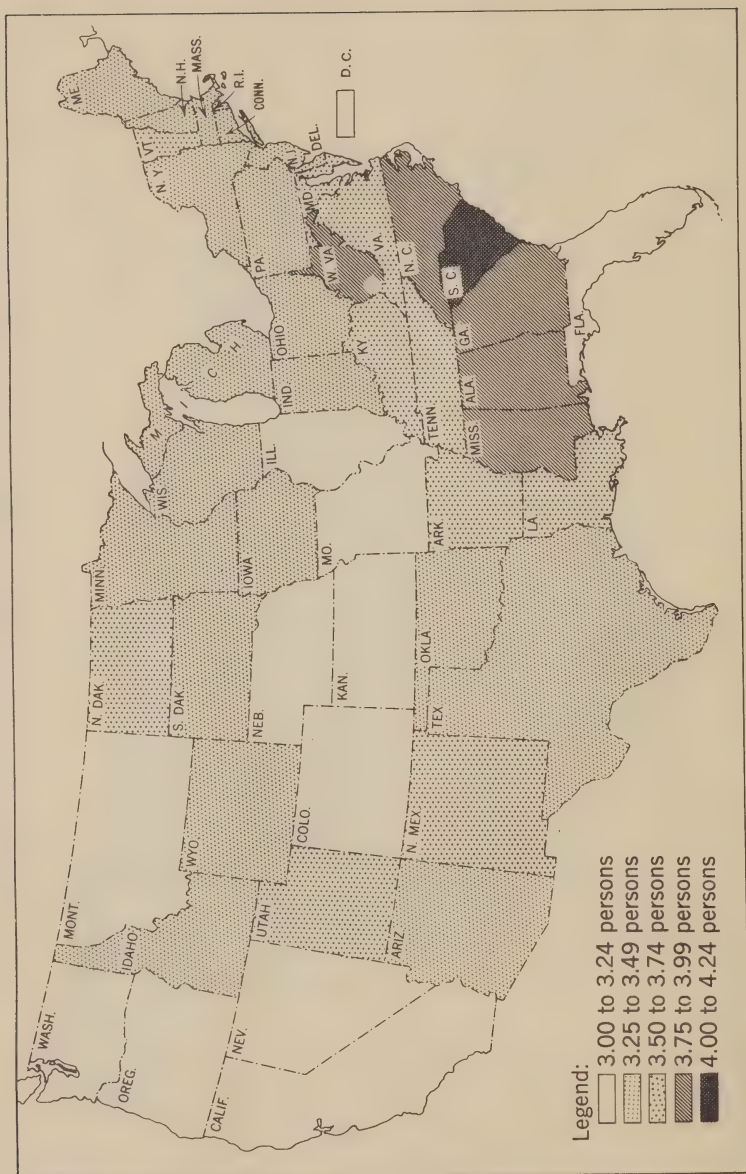 WASH.
MONT.
N. DAK.
MINN.
ME.
VT.
N.H.
MASS.
R.I.
CONN.
N. Y.
OREG.
IDAHO
WYO.
S. DAK.
WIS.
M I C H
IOWA
NEB.
PA.
N. J.
DEL.
MD.
D. C.
CALIF.
NEV.
UTAH
COLO.
KAN.
MO.
ILL.
IND.
OHIO
W. VA.
VA.
KY.
ARIZ
N. MEX.
OKLA.
TEX.
ARK.
LA.
TENN.
MISS.
ALA.
GA.
N. C.
S. C.
FLA.
Legend:
3.00 to 3.24 persons
3.25 to 3.49 persons
3.50 to 3.74 persons
3.75 to 3.99 persons
4.00 to 4.24 persons